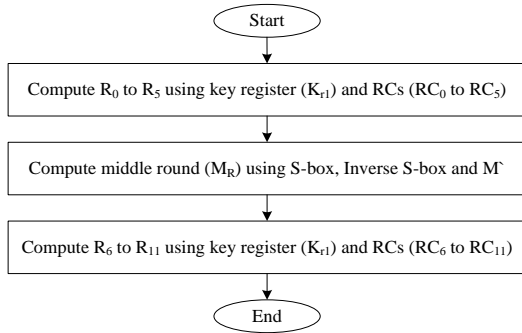 Start
Compute R₀ to R₅ using key register (Kᵣ₁) and RCs (RC₀ to RC₅)
Compute middle round (M_R) using S-box, Inverse S-box and M`
Compute R₆ to R₁₁ using key register (Kᵣ₁) and RCs (RC₆ to RC₁₁)
End